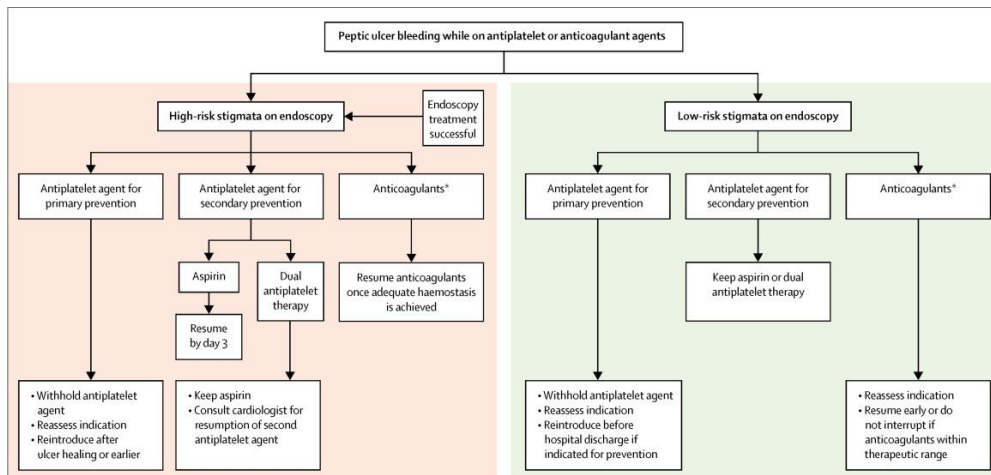 Peptic ulcer bleeding while on antiplatelet or anticoagulant agents
High-risk stigmata on endoscopy
Endoscopy
treatment
successful
Antiplatelet agent for
primary prevention
Antiplatelet agent for
secondary prevention
Anticoagulants*
Aspirin
Dual
antiplatelet
therapy
Resume anticoagulants
once adequate haemostasis
is achieved
Resume
by day 3
• Withhold antiplatelet
agent
• Reassess indication
• Reintroduce after
ulcer healing or earlier
• Keep aspirin
• Consult cardiologist for
resumption of second
antiplatelet agent
Low-risk stigmata on endoscopy
Antiplatelet agent for
primary prevention
Antiplatelet agent for
secondary prevention
Anticoagulants*
Keep aspirin or dual
antiplatelet therapy
• Withhold antiplatelet agent
• Reassess indication
• Reintroduce before
hospital discharge if
indicated for prevention
• Reassess indication
• Resume early or do
not interrupt if
anticoagulants within
therapeutic range